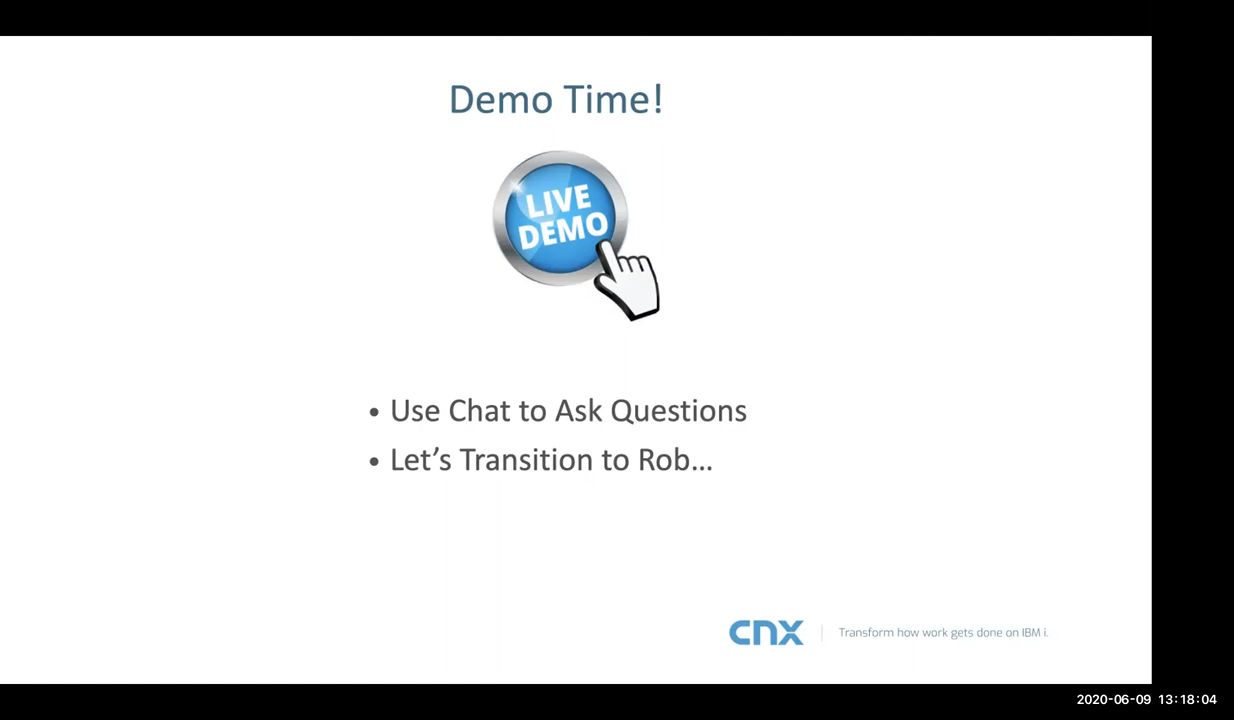 Demo Time!
LIVE
DEMO
• Use Chat to Ask Questions
• Let’s Transition to Rob...
cnx | Transform how work gets done on IBM i.
2020-06-09 13:18:04